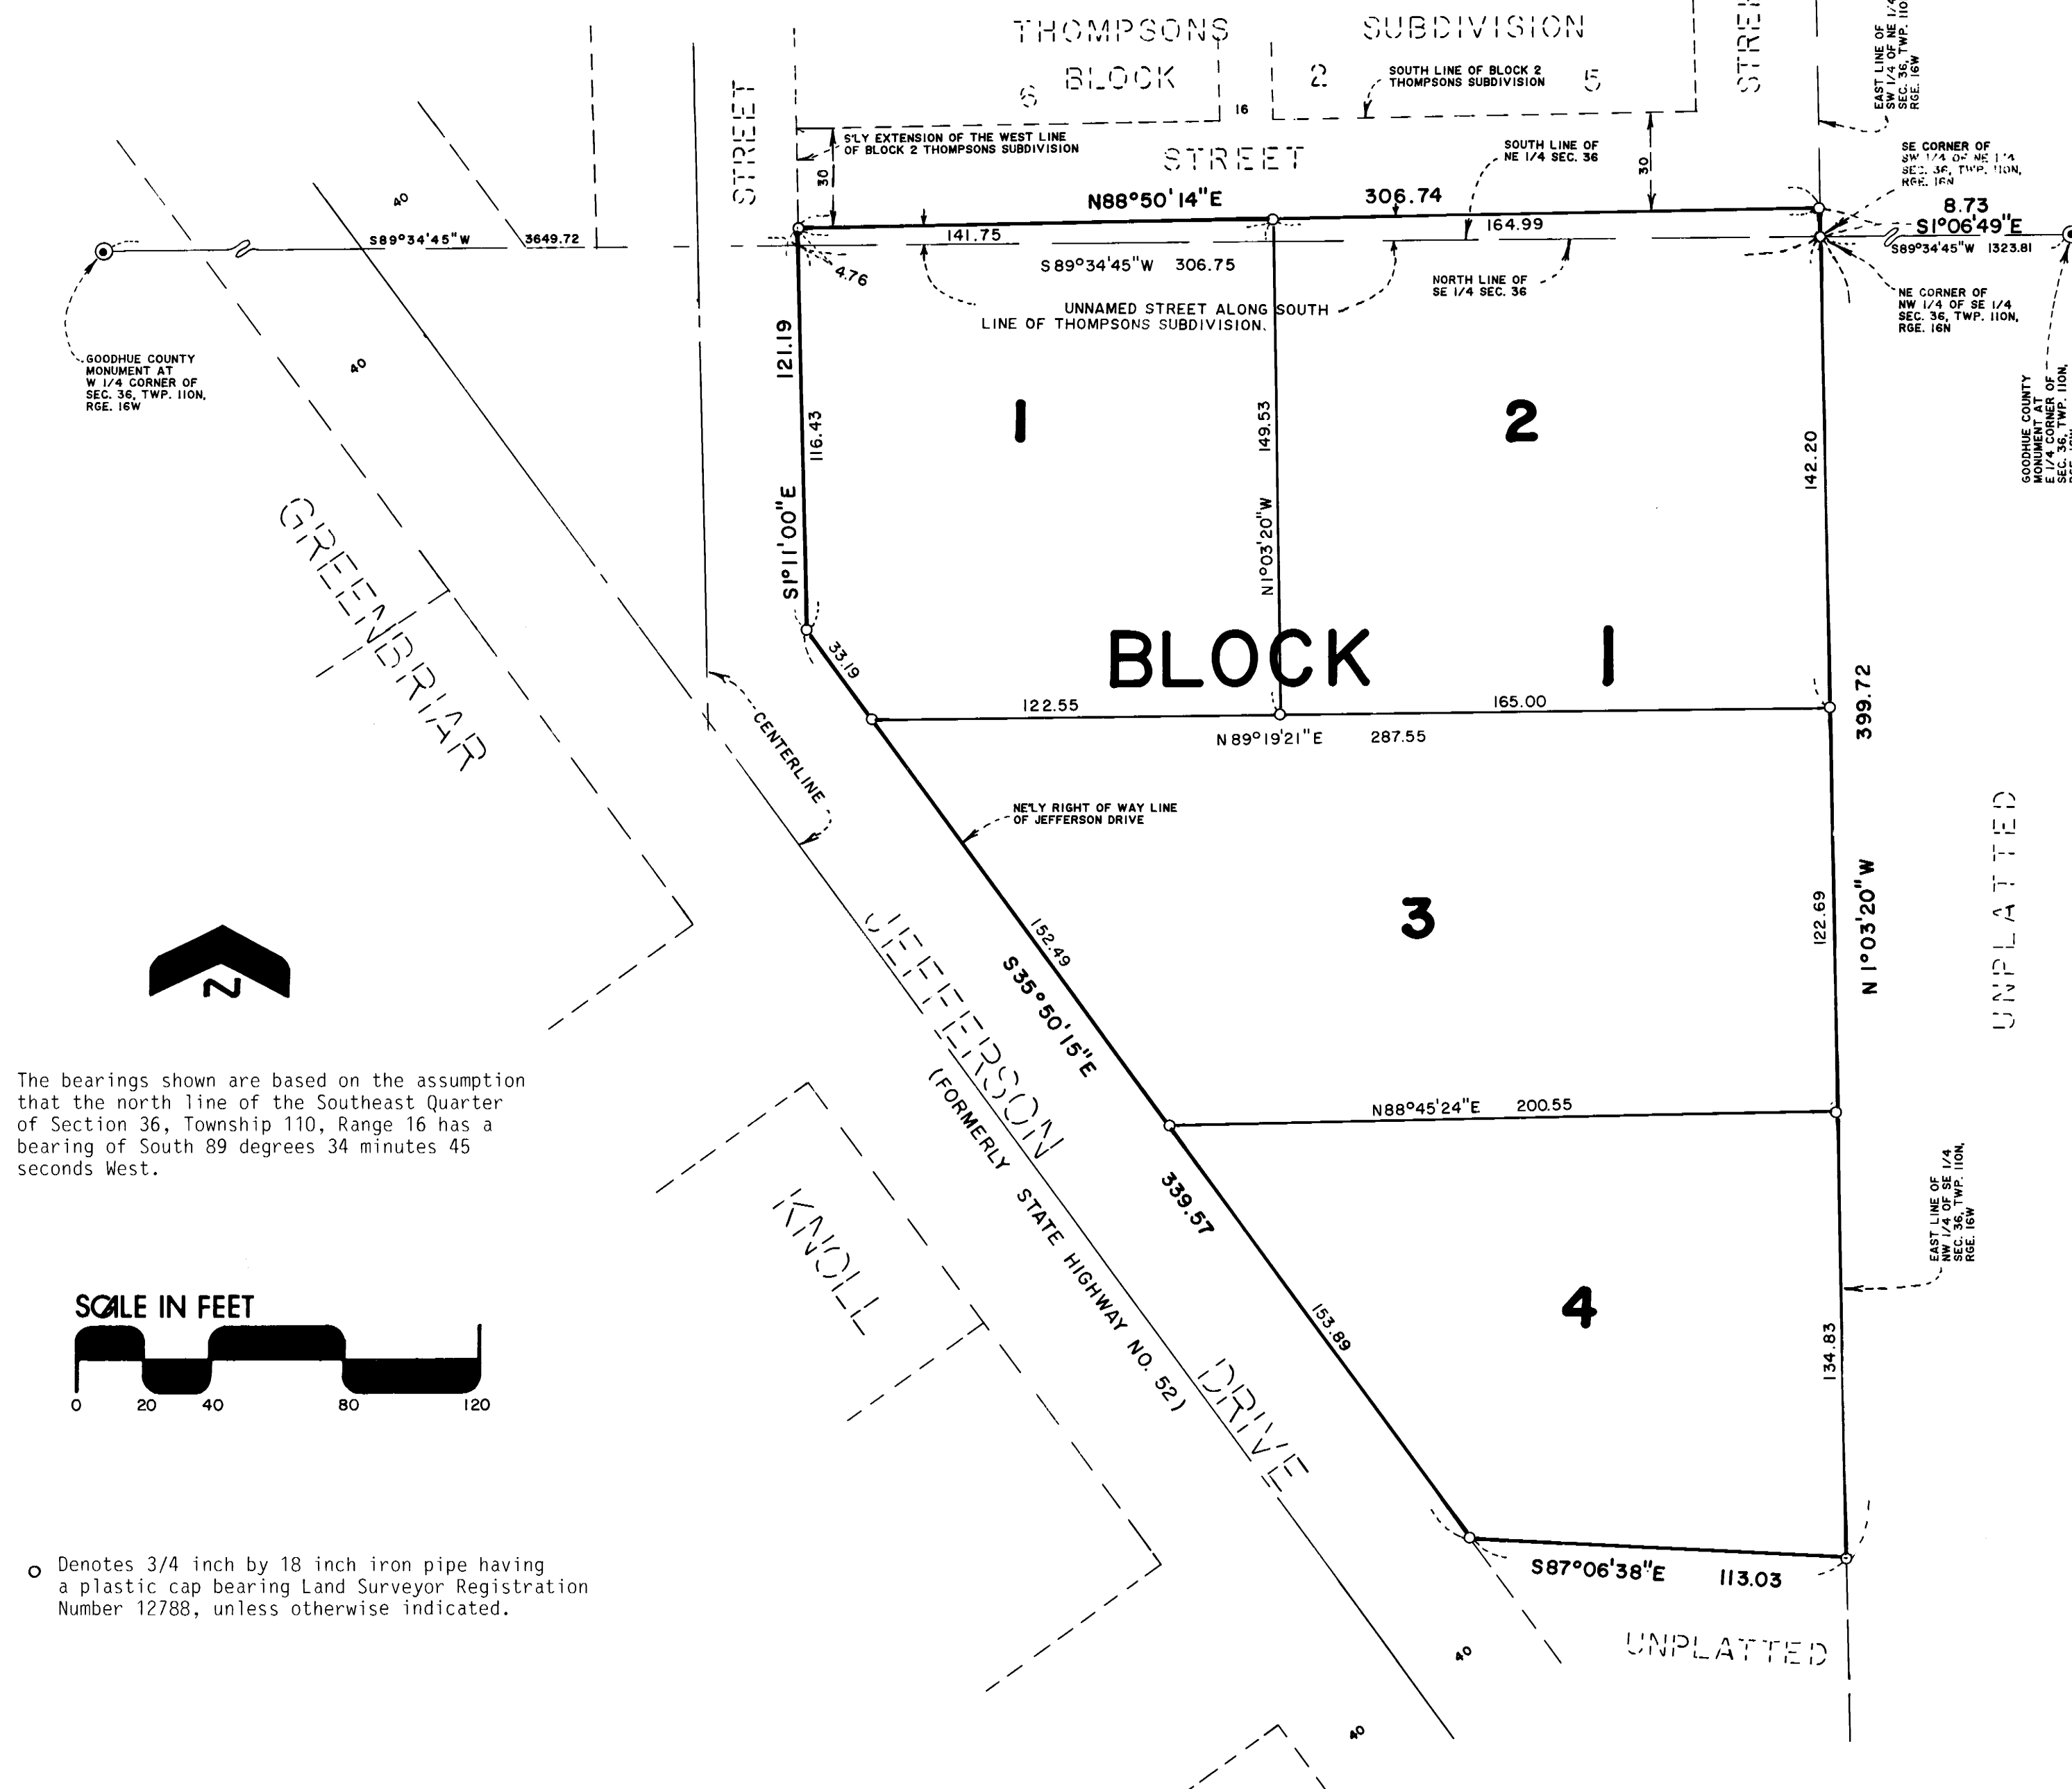 THOMPSONS SUBDIVISION
BLOCK 2
6
5
16
SOUTH LINE OF BLOCK 2
THOMPSONS SUBDIVISION
STREET
EAST LINE OF
SW 1/4 OF NE 1/4
SEC. 36, TWP. 110N,
RGE. 16W
S'LY EXTENSION OF THE WEST LINE
OF BLOCK 2 THOMPSONS SUBDIVISION
30
STREET
SOUTH LINE OF
NE 1/4 SEC. 36
30
SE CORNER OF
SW 1/4 OF NE 1/4
SEC. 36, TWP. 110N,
RGE. 16N
40
N88°50'14"E 306.74
8.73
S1°06'49"E
S89°34'45"W 3649.72
141.75
164.99
S89°34'45"W 1323.81
4.76
S89°34'45"W 306.75
NORTH LINE OF
SE 1/4 SEC. 36
NE CORNER OF
NW 1/4 OF SE 1/4
SEC. 36, TWP. 110N,
RGE. 16N
UNNAMED STREET ALONG SOUTH
LINE OF THOMPSONS SUBDIVISION.
GOODHUE COUNTY
MONUMENT AT
W 1/4 CORNER OF
SEC. 36, TWP. 110N,
RGE. 16W
40
GOODHUE COUNTY
MONUMENT AT
E 1/4 CORNER OF
SEC. 36, TWP. 110N,
121.19
116.43
S1°11'00"E
1
149.53
N1°03'20"W
2
142.20
GREENBRIAR
BLOCK 1
33.19
122.55
165.00
N89°19'21"E 287.55
399.72
CENTERLINE
NE'LY RIGHT OF WAY LINE
OF JEFFERSON DRIVE
UNPLATTED
3
122.69
N1°03'20"W
152.49
S35°50'15"E
N
JEFFERSON
(FORMERLY STATE HIGHWAY NO. 52)
The bearings shown are based on the assumption
that the north line of the Southeast Quarter
of Section 36, Township 110, Range 16 has a
bearing of South 89 degrees 34 minutes 45
seconds West.
N88°45'24"E 200.55
339.57
KNOLL
EAST LINE OF
NW 1/4 OF SE 1/4
SEC. 36, TWP. 110N,
RGE. 16W
4
153.89
134.83
SCALE IN FEET
0 20 40 80 120
DRIVE
S87°06'38"E 113.03
Denotes 3/4 inch by 18 inch iron pipe having
a plastic cap bearing Land Surveyor Registration
Number 12788, unless otherwise indicated.
UNPLATTED
40
40